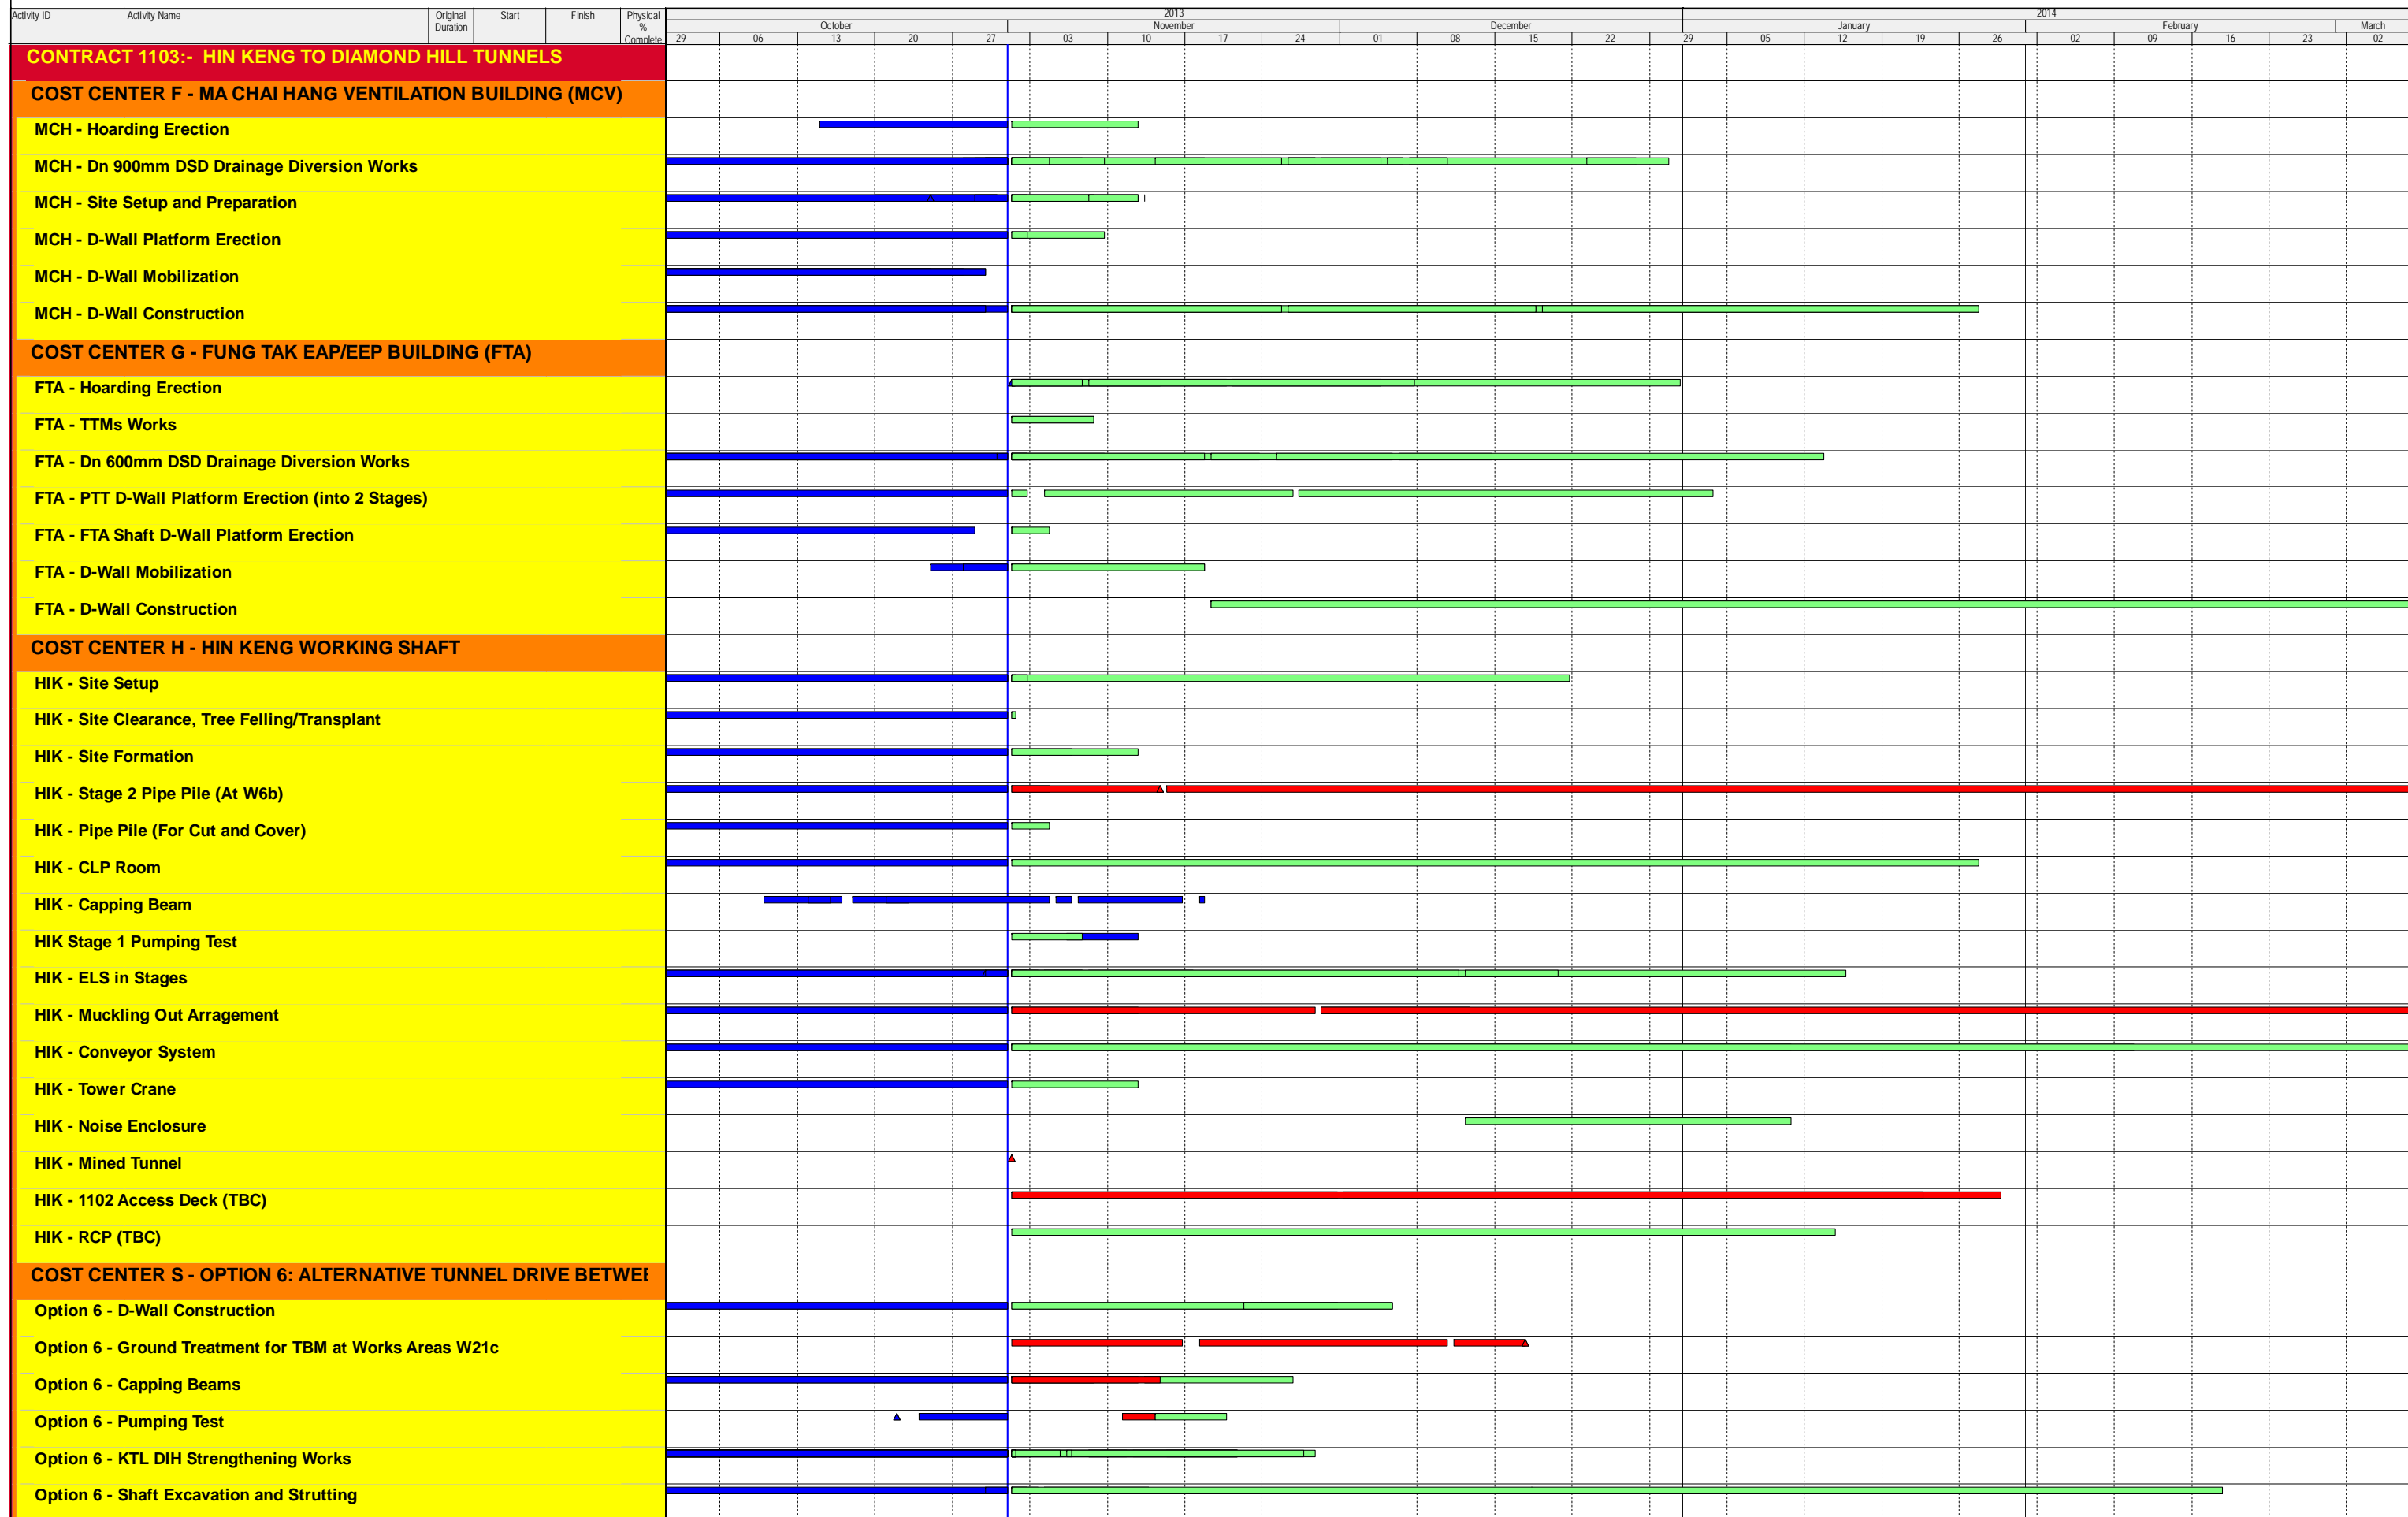 2013 2014
Activity ID Activity Name Original Duration Start Finish Physical % Complete
October November December January February March
29 06 13 20 27 03 10 17 24 01 08 15 22 29 05 12 19 26 02 09 16 23 02
CONTRACT 1103:- HIN KENG TO DIAMOND HILL TUNNELS
COST CENTER F - MA CHAI HANG VENTILATION BUILDING (MCV)
MCH - Hoarding Erection
MCH - Dn 900mm DSD Drainage Diversion Works
MCH - Site Setup and Preparation
MCH - D-Wall Platform Erection
MCH - D-Wall Mobilization
MCH - D-Wall Construction
COST CENTER G - FUNG TAK EAP/EEP BUILDING (FTA)
FTA - Hoarding Erection
FTA - TTMs Works
FTA - Dn 600mm DSD Drainage Diversion Works
FTA - PTT D-Wall Platform Erection (into 2 Stages)
FTA - FTA Shaft D-Wall Platform Erection
FTA - D-Wall Mobilization
FTA - D-Wall Construction
COST CENTER H - HIN KENG WORKING SHAFT
HIK - Site Setup
HIK - Site Clearance, Tree Felling/Transplant
HIK - Site Formation
HIK - Stage 2 Pipe Pile (At W6b)
HIK - Pipe Pile (For Cut and Cover)
HIK - CLP Room
HIK - Capping Beam
HIK Stage 1 Pumping Test
HIK - ELS in Stages
HIK - Muckling Out Arragement
HIK - Conveyor System
HIK - Tower Crane
HIK - Noise Enclosure
HIK - Mined Tunnel
HIK - 1102 Access Deck (TBC)
HIK - RCP (TBC)
COST CENTER S - OPTION 6: ALTERNATIVE TUNNEL DRIVE BETWEE
Option 6 - D-Wall Construction
Option 6 - Ground Treatment for TBM at Works Areas W21c
Option 6 - Capping Beams
Option 6 - Pumping Test
Option 6 - KTL DIH Strengthening Works
Option 6 - Shaft Excavation and Strutting